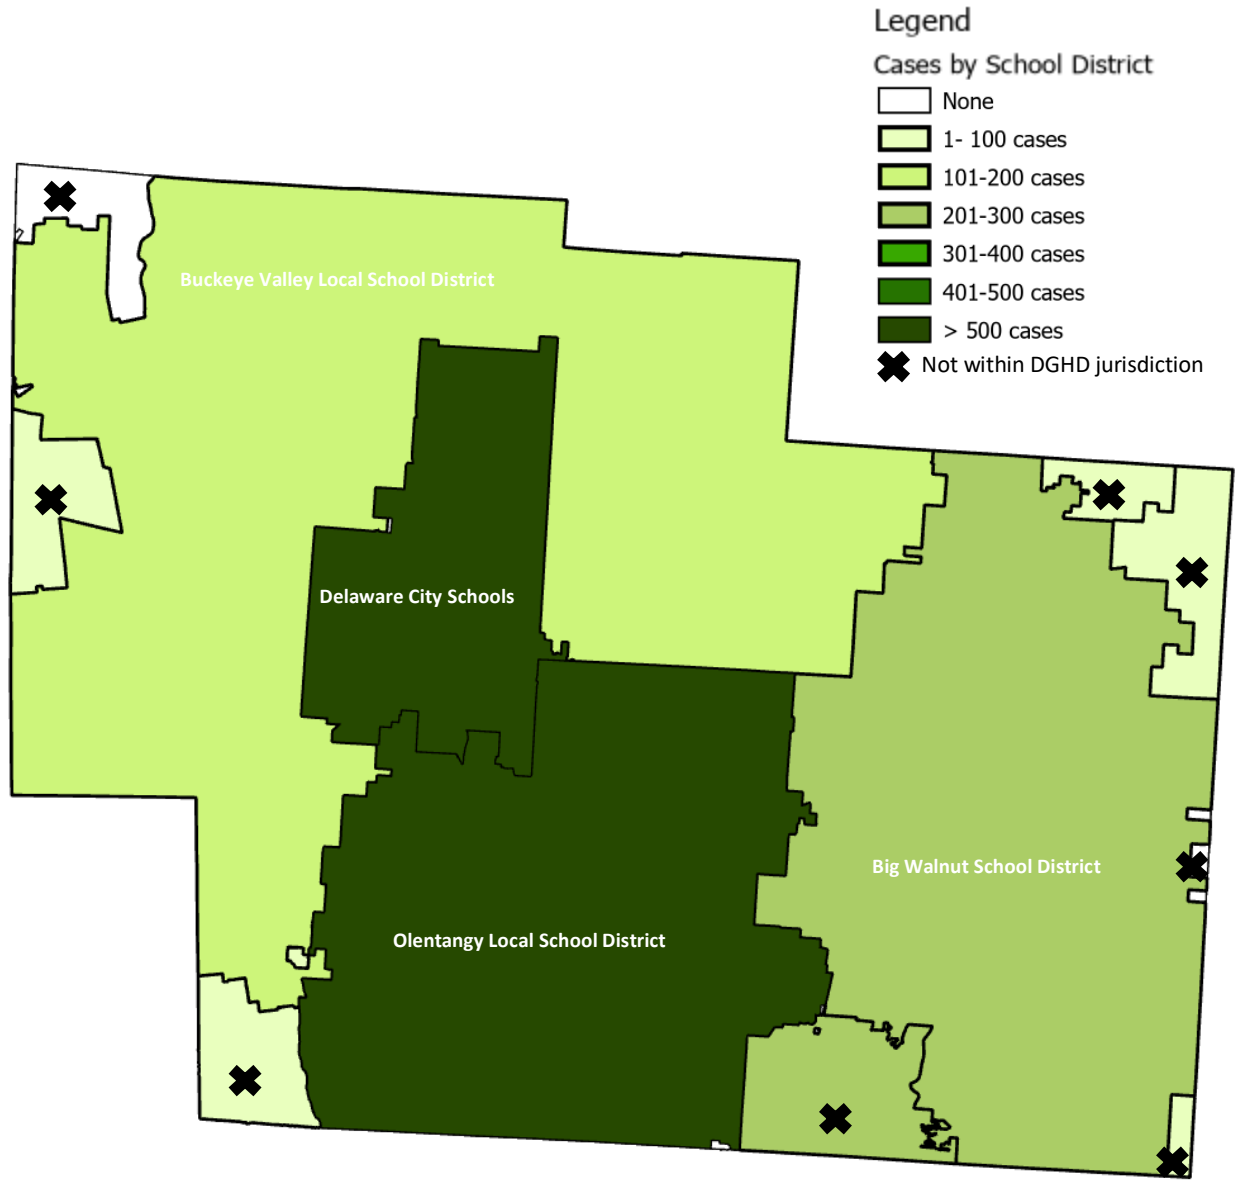 Legend
Cases by School District
None
1- 100 cases
101-200 cases
201-300 cases
301-400 cases
401-500 cases
> 500 cases
Not within DGHD jurisdiction
Buckeye Valley Local School District
Delaware City Schools
Big Walnut School District
Olentangy Local School District